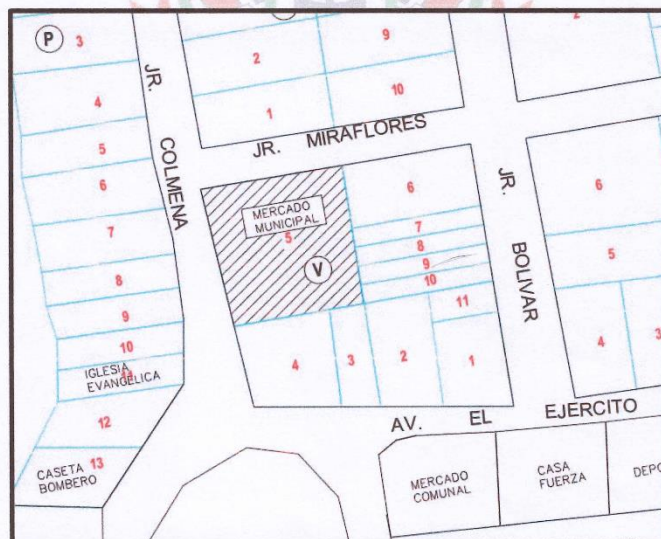 P
3
4
5
6
7
8
9
10
11
IGLESIA
EVANGELICA
12
13
CASETA
BOMBERO
JR.
COLMENA
2
9
1
10
JR. MIRAFLORES
2
MERCADO
MUNICIPAL
5
V
6
7
8
9
10
11
4
3
2
1
JR.
BOLIVAR
6
5
4
3
AV. EL EJERCITO
MERCADO
COMUNAL
CASA
FUERZA